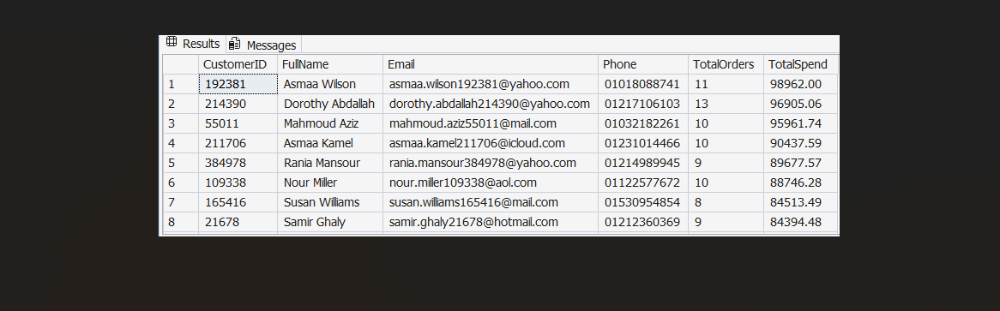 Results Messages
CustomerID FullName Email Phone TotalOrders TotalSpend
1 192381 Asmaa Wilson asmaa.wilson192381@yahoo.com 01018088741 11 98962.00
2 214390 Dorothy Abdallah dorothy.abdallah214390@yahoo.com 01217106103 13 96905.06
3 55011 Mahmoud Aziz mahmoud.aziz55011@mail.com 01032182261 10 95961.74
4 211706 Asmaa Kamel asmaa.kamel211706@icloud.com 01231014466 10 90437.59
5 384978 Rania Mansour rania.mansour384978@yahoo.com 01214989945 9 89677.57
6 109338 Nour Miller nour.miller109338@aol.com 01122577672 10 88746.28
7 165416 Susan Williams susan.williams165416@mail.com 01530954854 8 84513.49
8 21678 Samir Ghaly samir.ghaly21678@hotmail.com 01212360369 9 84394.48